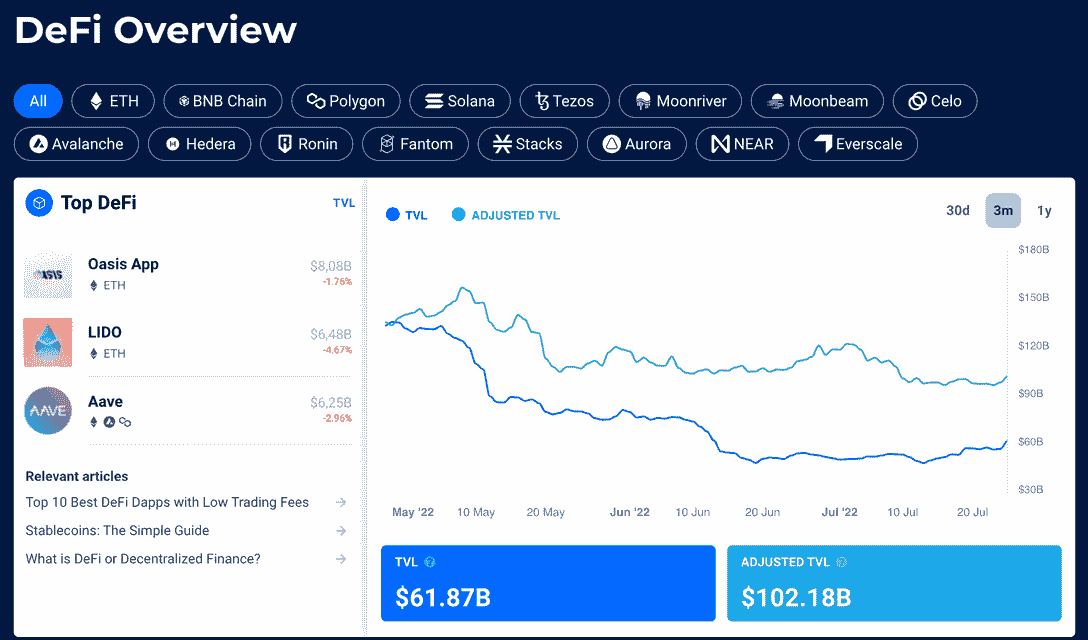 DeFi Overview
All ETH BNB Chain Polygon Solana Tezos Moonriver Moonbeam Celo
Avalanche Hedera Ronin Fantom Stacks Aurora NEAR Everscale
Top DeFi TVL
Oasis App $8,08B
ETH -1.76%
LIDO $6,48B
ETH -4,67%
Aave $6,25B
-2.96%
AAVE
Relevant articles
Top 10 Best DeFi Dapps with Low Trading Fees
Stablecoins: The Simple Guide
What is DeFi or Decentralized Finance?
TVL ADJUSTED TVL 30d 3m 1y
$180B
$150B
$120B
$90B
$60B
$30B
May '22 10 May 20 May Jun '22 10 Jun 20 Jun Jul '22 10 Jul 20 Jul
TVL
$61.87B
ADJUSTED TVL
$102.18B